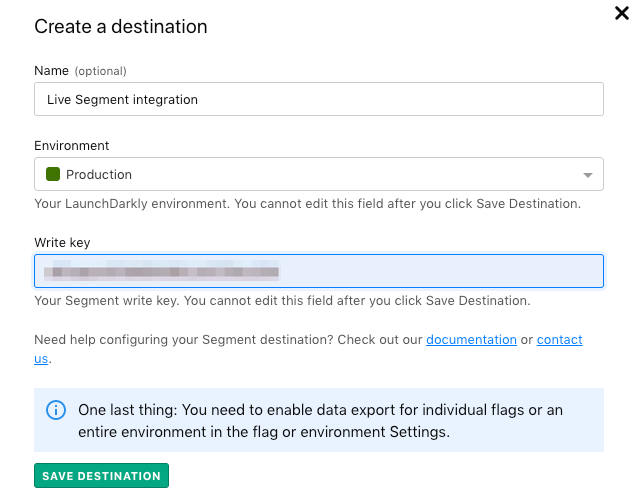 Create a destination
Name (optional)
Live Segment integration
Environment
Production
Your LaunchDarkly environment. You cannot edit this field after you click Save Destination.
Write key
Your Segment write key. You cannot edit this field after you click Save Destination.
Need help configuring your Segment destination? Check out our documentation or contact
us.
One last thing: You need to enable data export for individual flags or an
entire environment in the flag or environment Settings.
SAVE DESTINATION